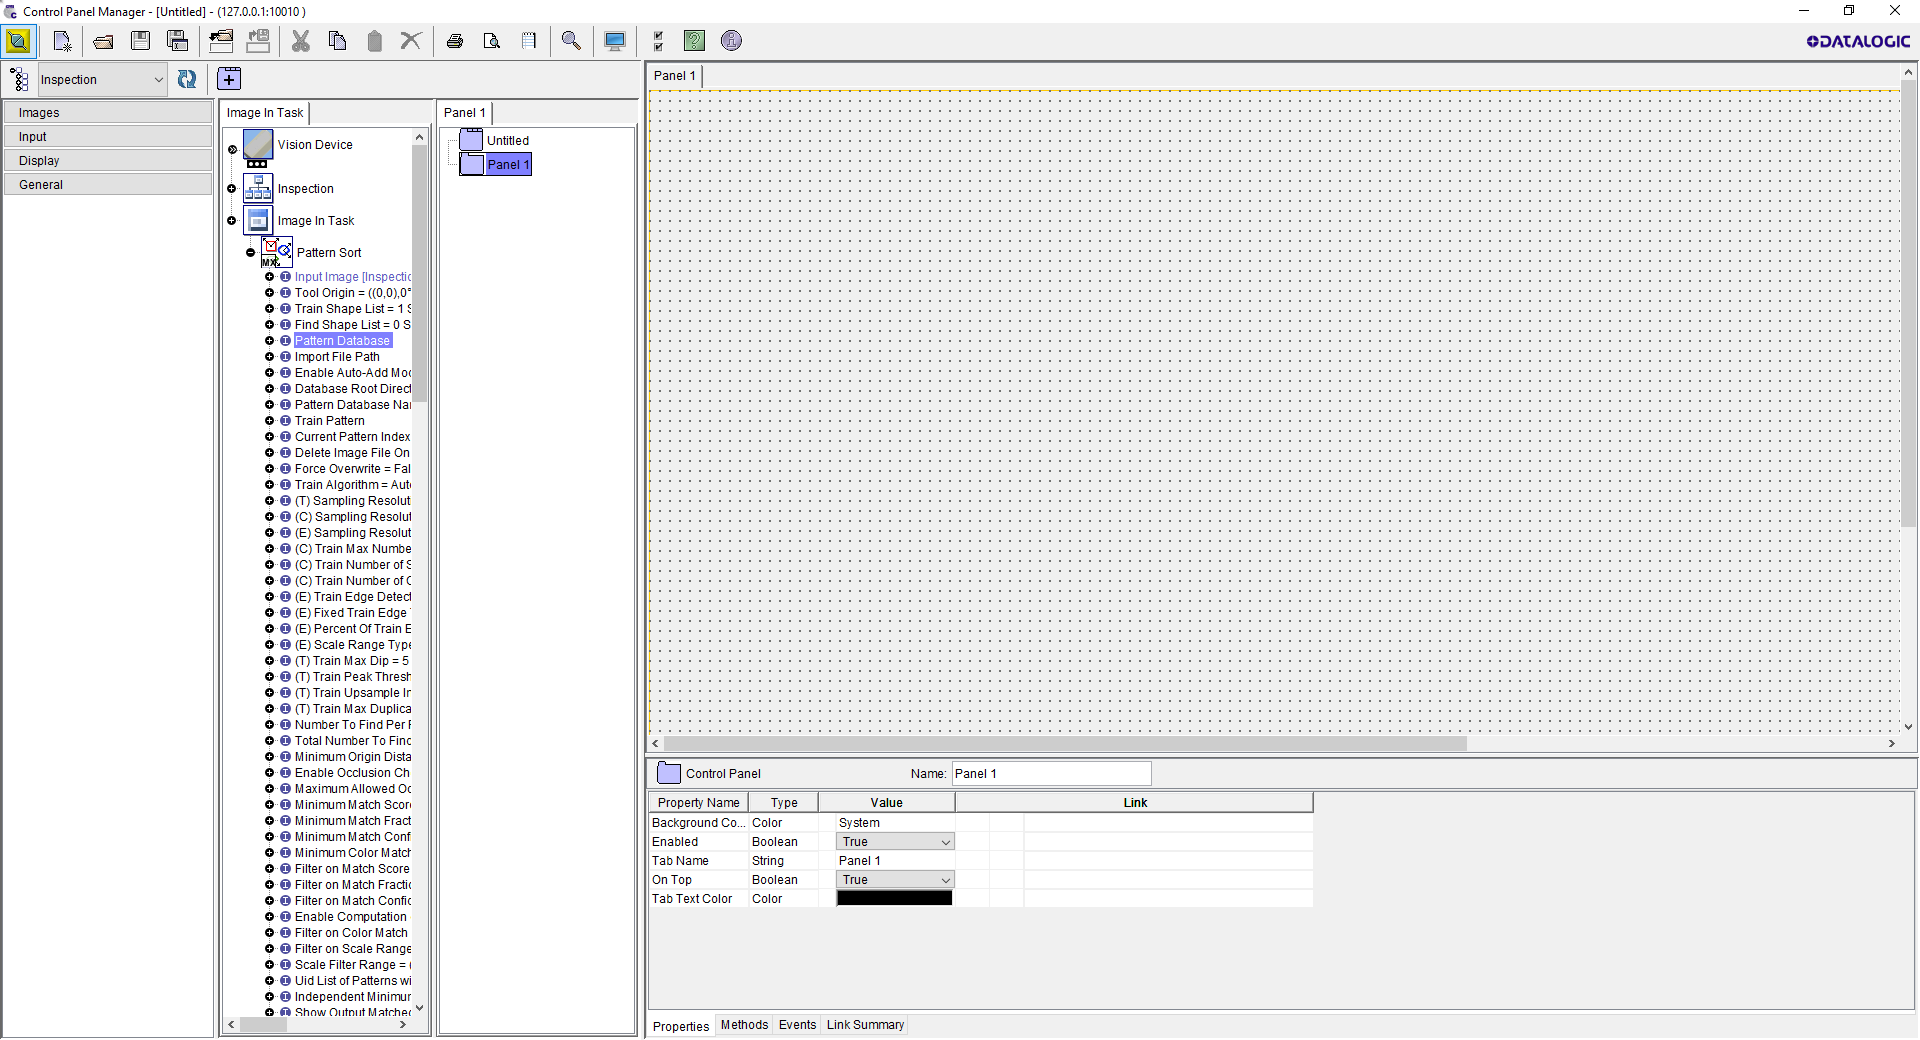 Control Panel Manager - [Untitled] - (127.0.0.1:10010 )
DATALOGIC
Inspection
Images
Input
Display
General
Image In Task
Vision Device
Inspection
Image In Task
Pattern Sort
MX
Input Image [Inspectic
Tool Origin = ((0,0),0°
Train Shape List = 1 S
Find Shape List = 0 S
Pattern Database
Import File Path
Enable Auto-Add Moc
Database Root Direct
Pattern Database Nar
Train Pattern
Current Pattern Index
Delete Image File On
Force Overwrite = Fal
Train Algorithm = Aut
(T) Sampling Resolut
(C) Sampling Resolut
(E) Sampling Resolut
(C) Train Max Numbe
(C) Train Number of S
(C) Train Number of C
(E) Train Edge Detect
(E) Fixed Train Edge
(E) Percent Of Train E
(E) Scale Range Type
(T) Train Max Dip = 5
(T) Train Peak Thresh
(T) Train Upsample In
(T) Train Max Duplica
Number To Find Per F
Total Number To Find
Minimum Origin Dista
Enable Occlusion Ch
Maximum Allowed Oc
Minimum Match Score
Minimum Match Fract
Minimum Match Conf
Minimum Color Match
Filter on Match Score
Filter on Match Fractic
Filter on Match Confic
Enable Computation
Filter on Color Match
Filter on Scale Range
Scale Filter Range = (
Uid List of Patterns wi
Independent Minimur
Show Output Matched
Panel 1
Untitled
Panel 1
Panel 1
Control Panel Name: Panel 1
Property Name Type Value Link
Background Co... Color System
Enabled Boolean True
Tab Name String Panel 1
On Top Boolean True
Tab Text Color Color
Properties Methods Events Link Summary